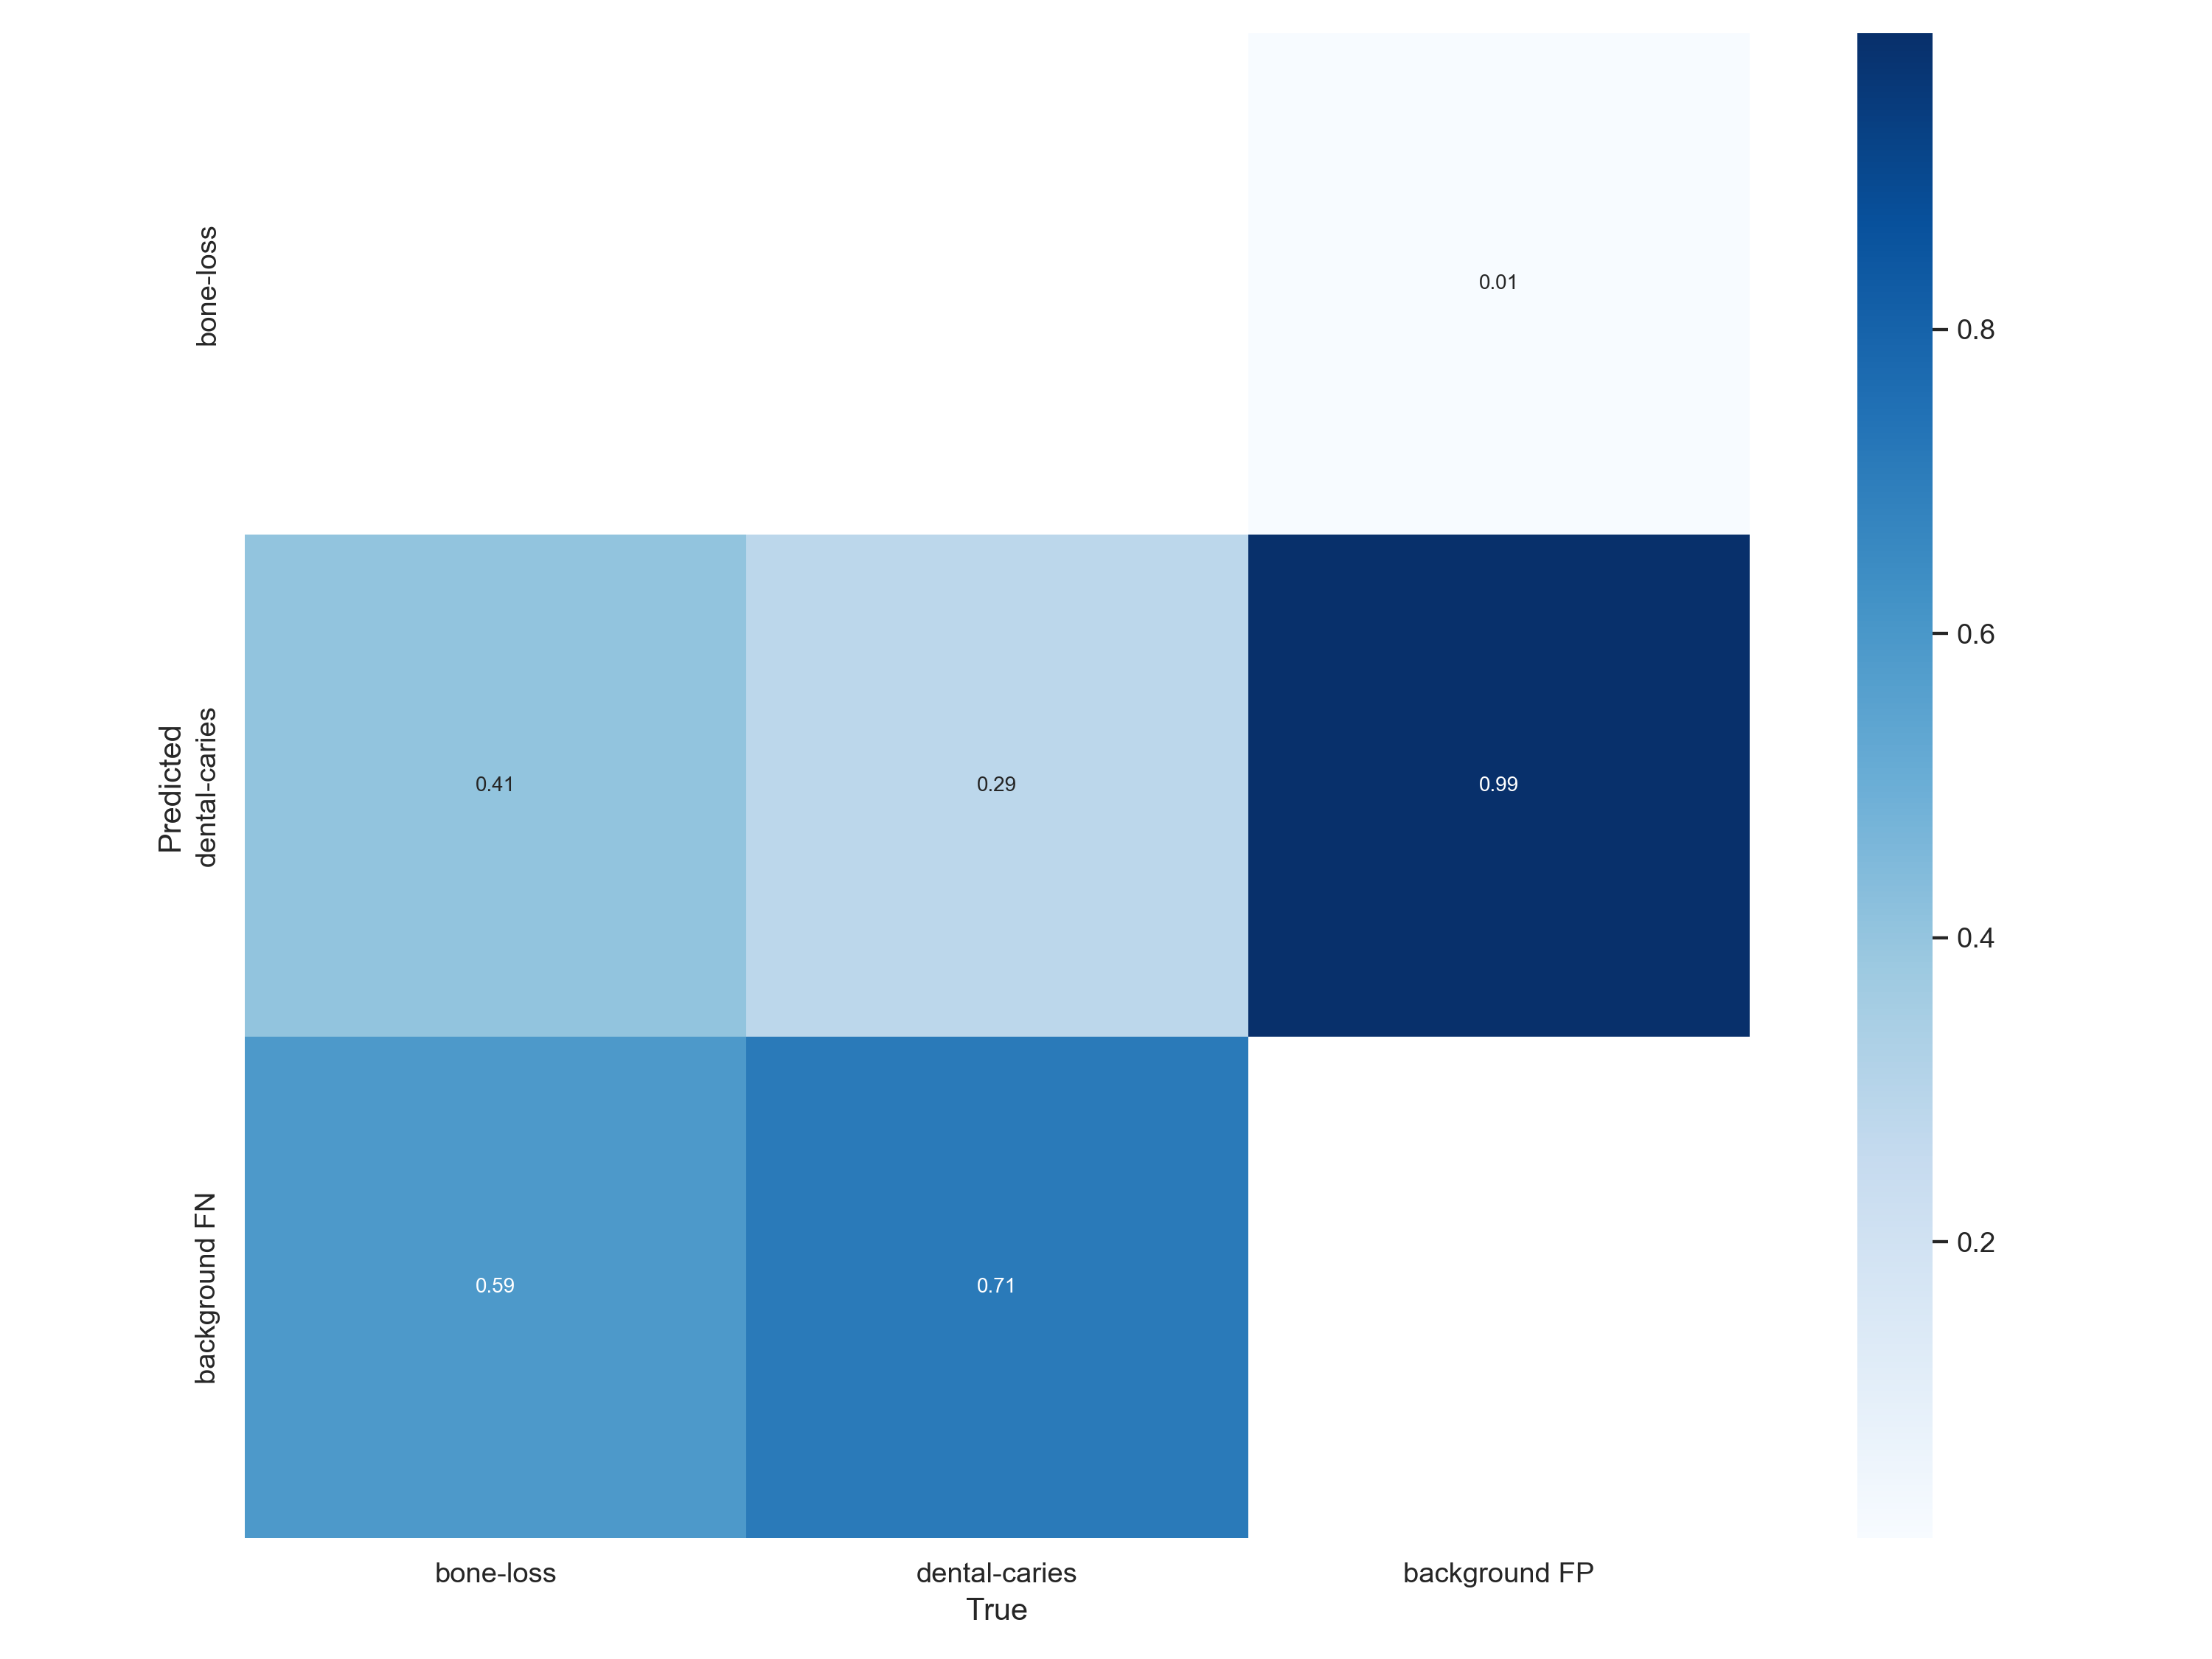 bone-loss
0.01
0.8
0.6
Predicted
dental-caries
0.41
0.29
0.99
0.4
background FN
0.59
0.71
0.2
bone-loss
dental-caries
background FP
True